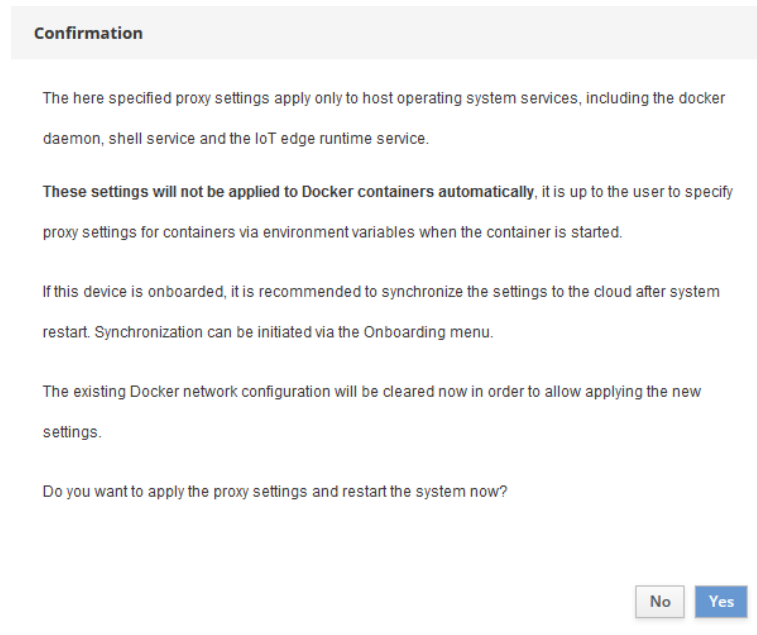 Confirmation
The here specified proxy settings apply only to host operating system services, including the docker
daemon, shell service and the IoT edge runtime service.
These settings will not be applied to Docker containers automatically, it is up to the user to specify
proxy settings for containers via environment variables when the container is started.
If this device is onboarded, it is recommended to synchronize the settings to the cloud after system
restart. Synchronization can be initiated via the Onboarding menu.
The existing Docker network configuration will be cleared now in order to allow applying the new
settings.
Do you want to apply the proxy settings and restart the system now?
No Yes